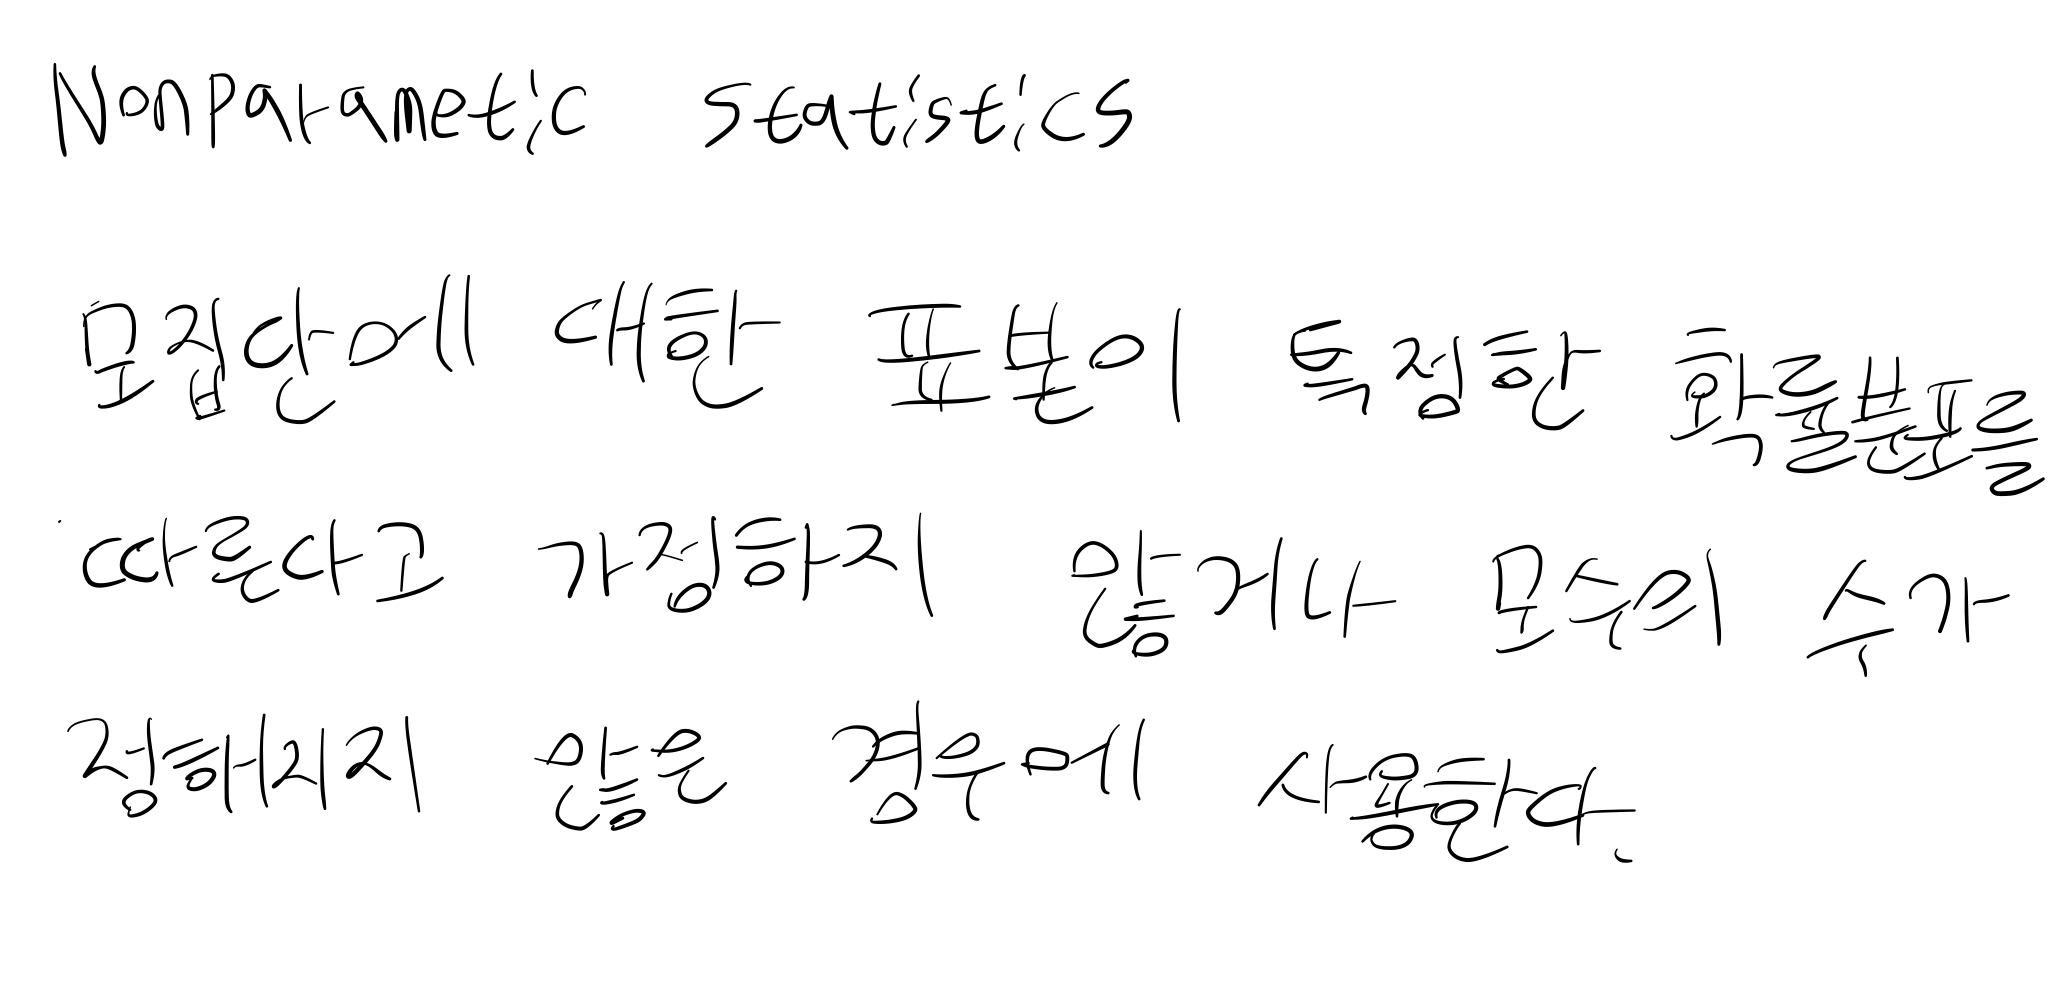 Nonparametic statistics
모집단에 대한 표본이 특정한 확률분포를
따른다고 가정하지 않거나 모수의 수가
정해지지 않은 경우에 사용한다.